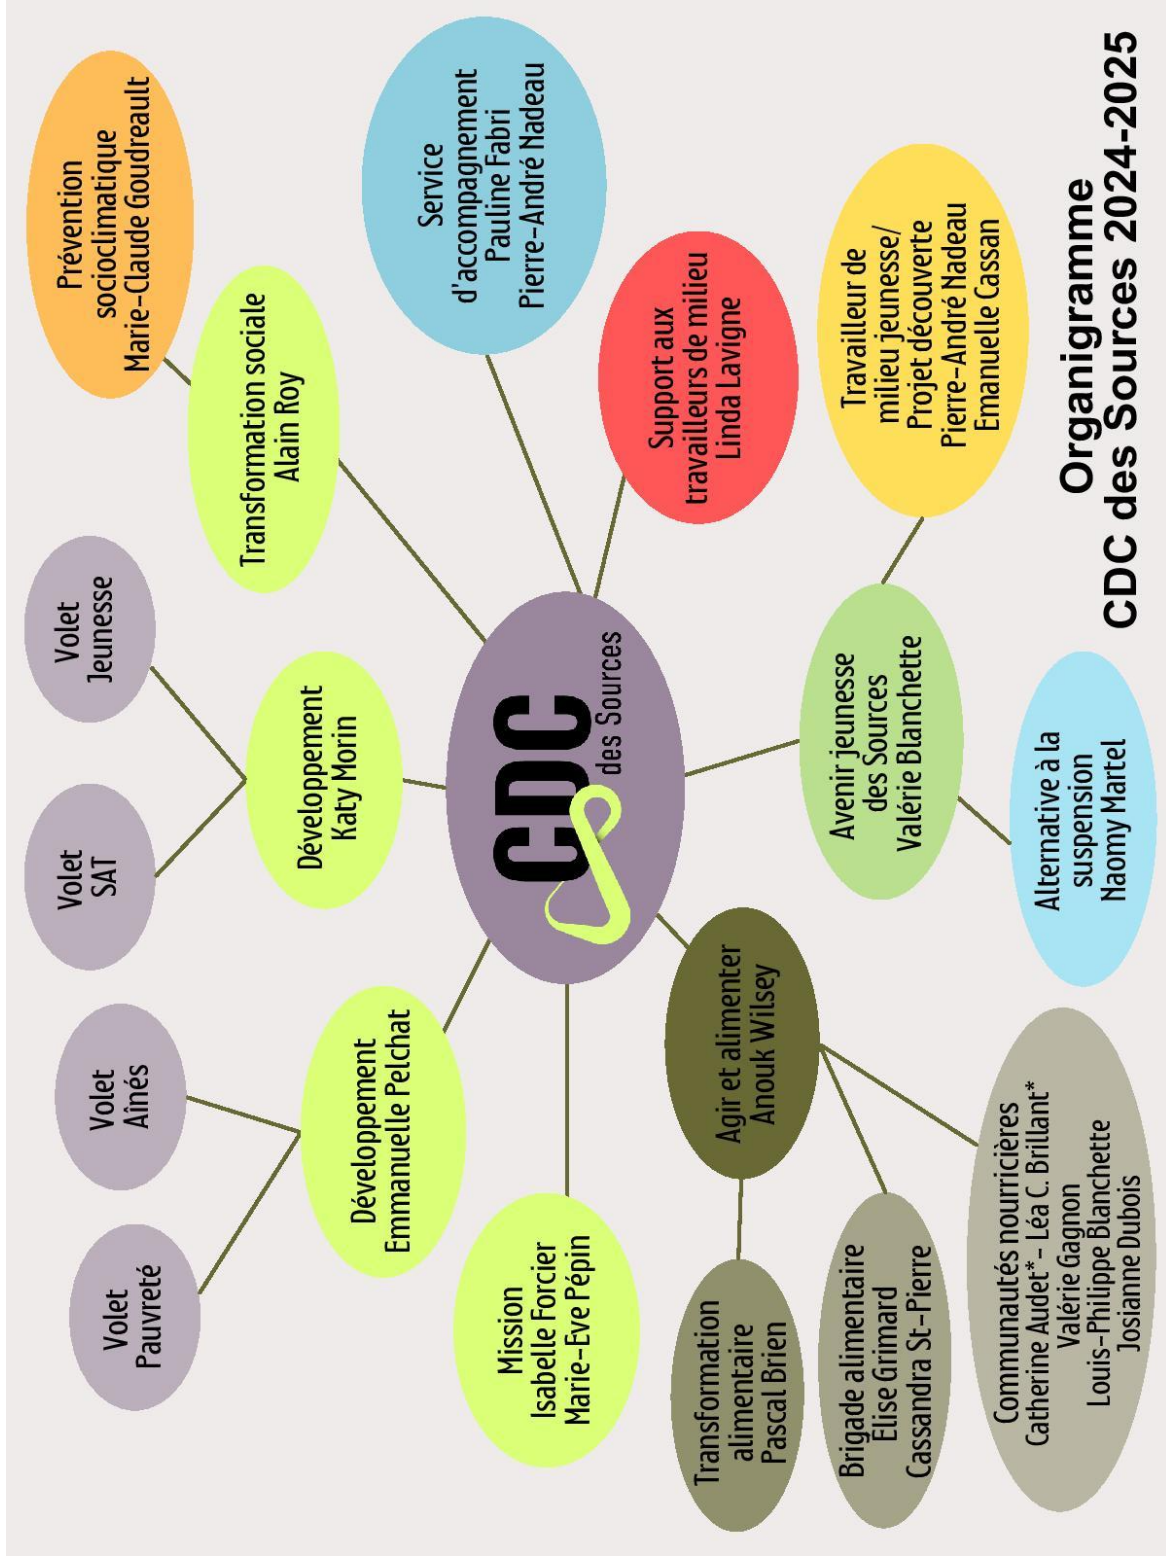 Volet
Pauvreté
Volet
Aînés
Volet
SAT
Volet
Jeunesse
Prévention
socioclimatique
Marie-Claude Goudreault
Développement
Emmanuelle Pelchat
Développement
Katy Morin
Transformation sociale
Alain Roy
Mission
Isabelle Forcier
Marie-Eve Pépin
CDC
des Sources
Service
d'accompagnement
Pauline Fabri
Pierre-André Nadeau
Support aux
travailleurs de milieu
Linda Lavigne
Transformation
alimentaire
Pascal Brien
Agir et alimenter
Anouk Wilsey
Avenir jeunesse
des Sources
Valérie Blanchette
Travailleur de
milieu jeunesse/
Projet découverte
Pierre-André Nadeau
Emanuelle Cassan
Brigade alimentaire
Elise Grimard
Cassandra St-Pierre
Communautés nourricières
Catherine Audet* - Léa C. Brillant*
Valérie Gagnon
Louis-Philippe Blanchette
Josianne Dubois
Alternative à la
suspension
Naomy Martel
Organigramme
CDC des Sources 2024-2025